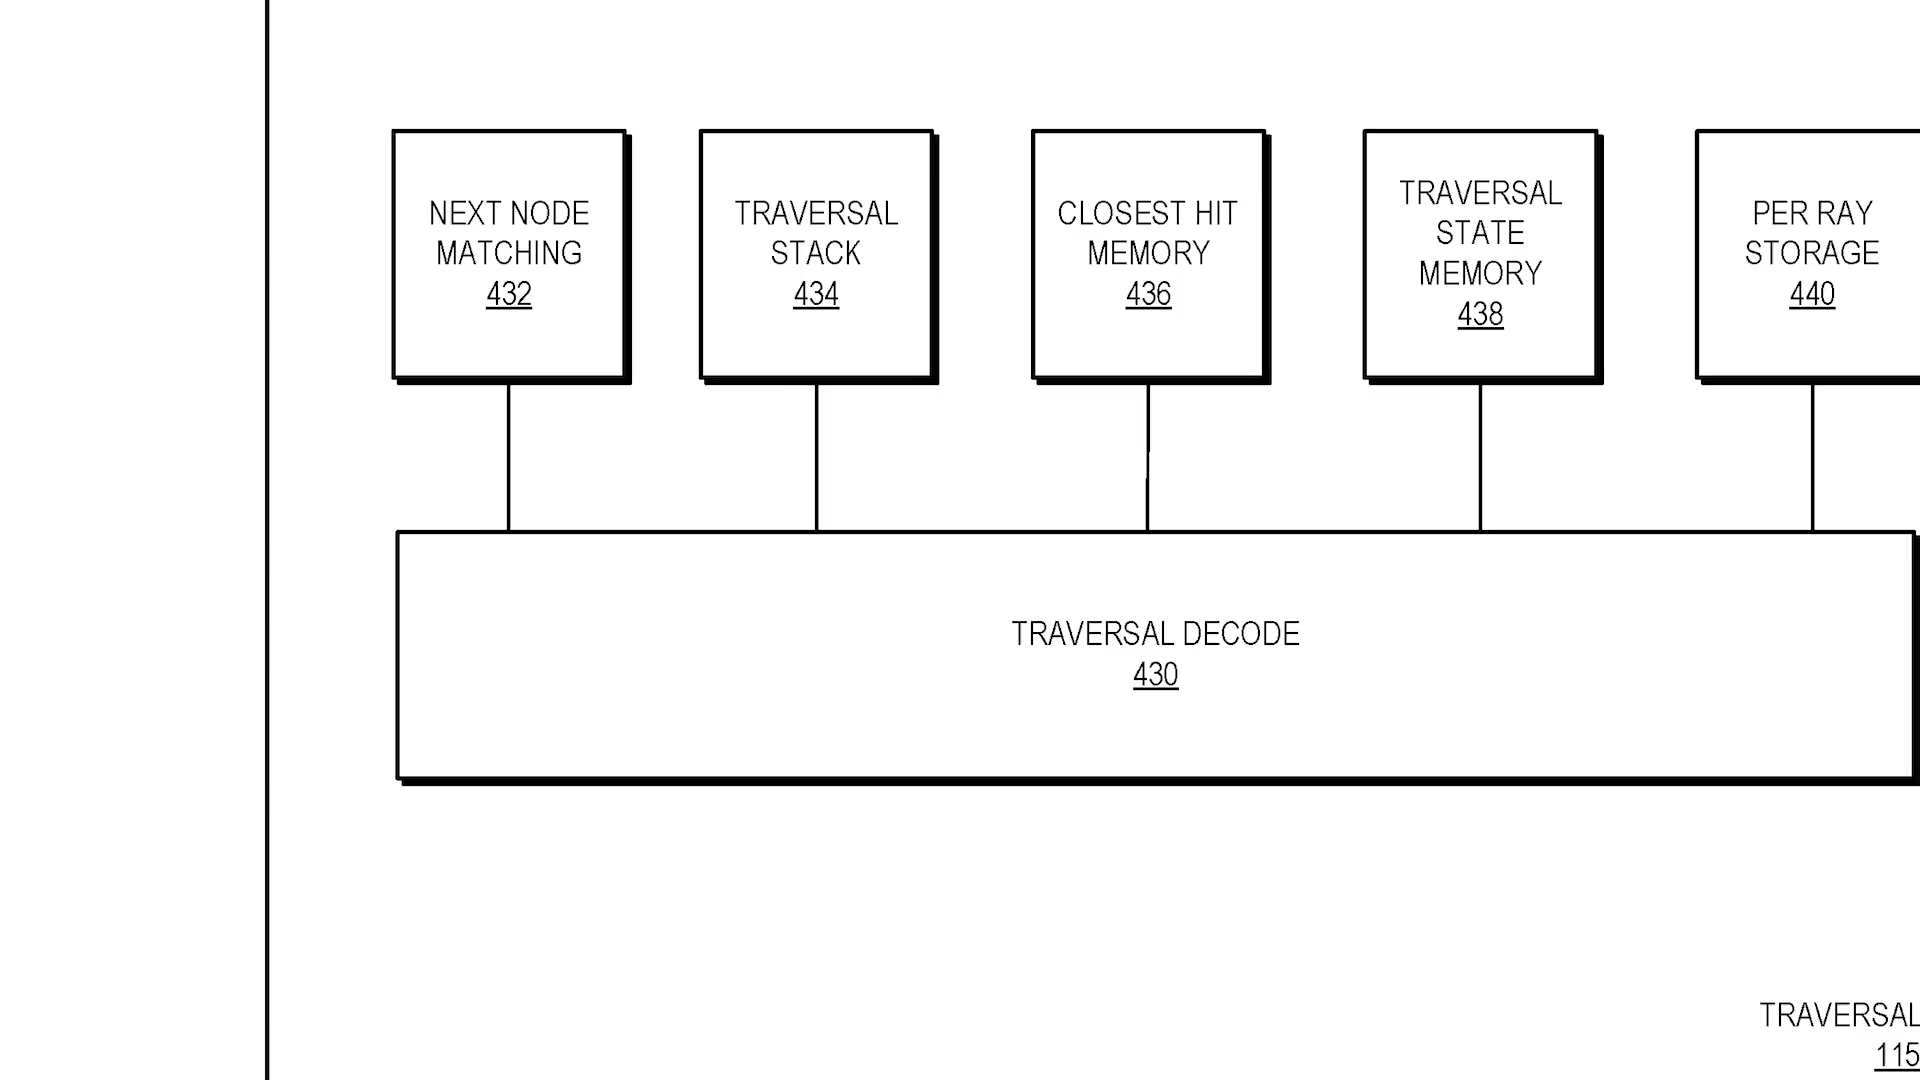 NEXT NODE
MATCHING
432
TRAVERSAL
STACK
434
CLOSEST HIT
MEMORY
436
TRAVERSAL
STATE
MEMORY
438
PER RAY
STORAGE
440
TRAVERSAL DECODE
430
TRAVERSAL
115